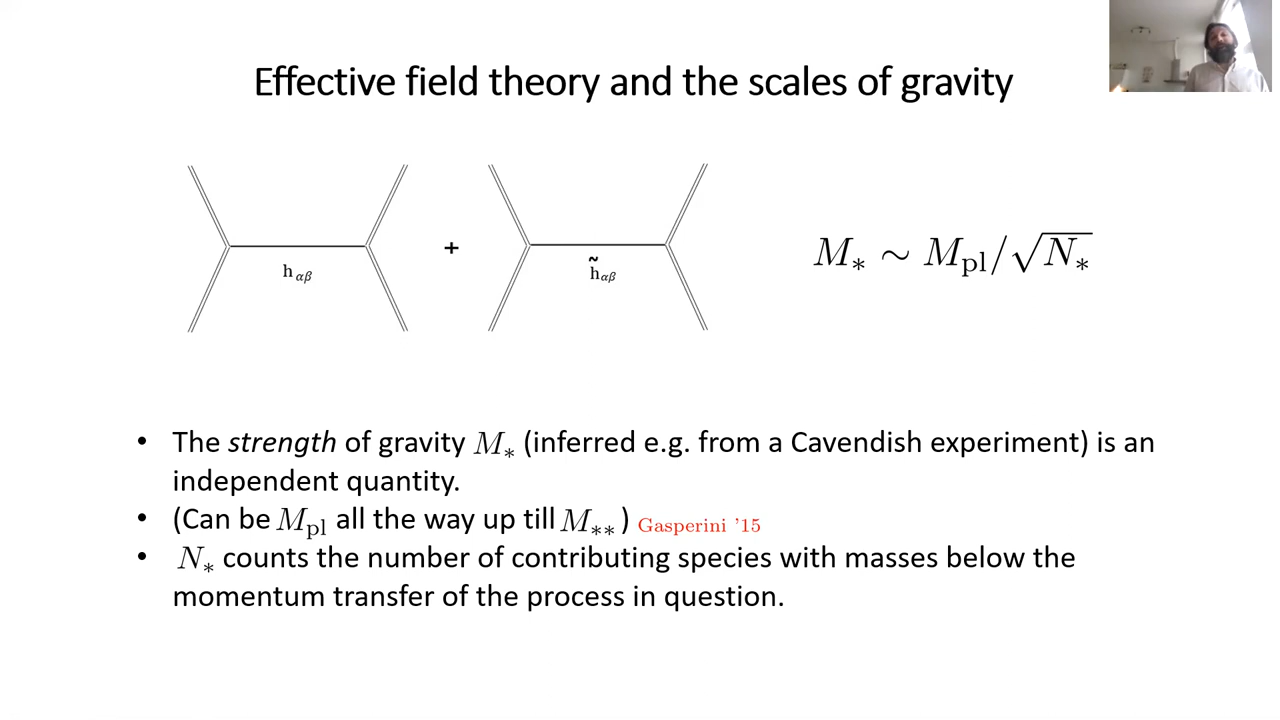 Effective field theory and the scales of gravity
h αβ
+
h̃ αβ
M∗ ∼ Mpl/√N∗
• The strength of gravity M∗ (inferred e.g. from a Cavendish experiment) is an
independent quantity.
• (Can be Mpl all the way up till M∗∗ ) Gasperini '15
• N∗ counts the number of contributing species with masses below the
momentum transfer of the process in question.